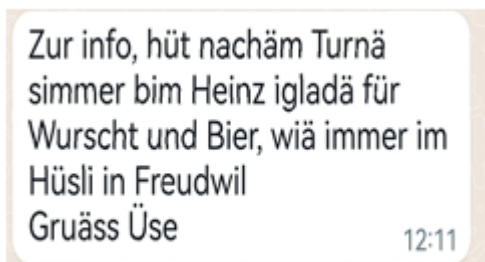 Zur info, hüt nachäm Turnä
simmer bim Heinz igladä für
Wurscht und Bier, wiä immer im
Hüsli in Freudwil
Gruäss Üse
12:11